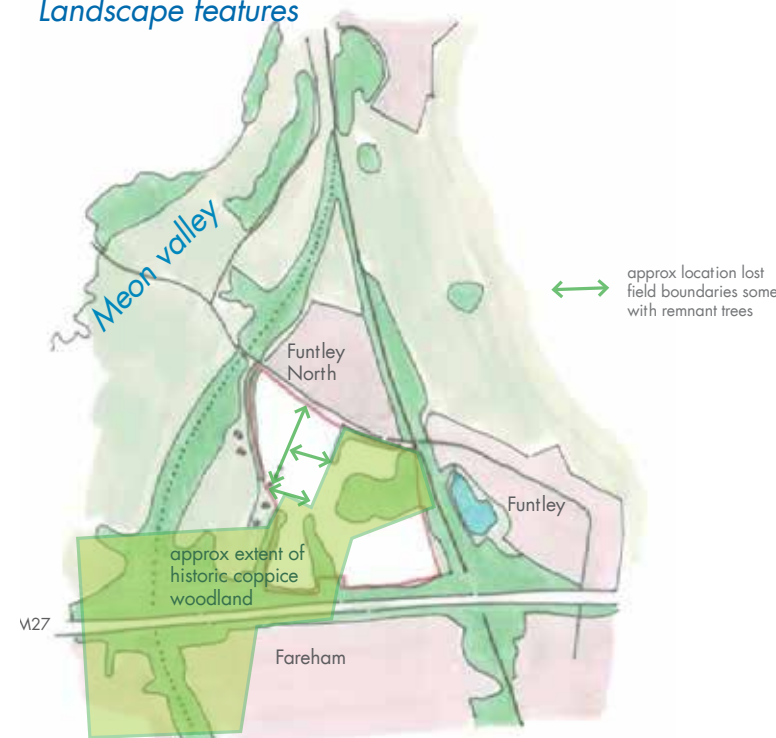 Landscape features
Meon valley
approx location lost
field boundaries some
with remnant trees
Funtley
North
Funtley
approx extent of
historic coppice
woodland
M27
Fareham